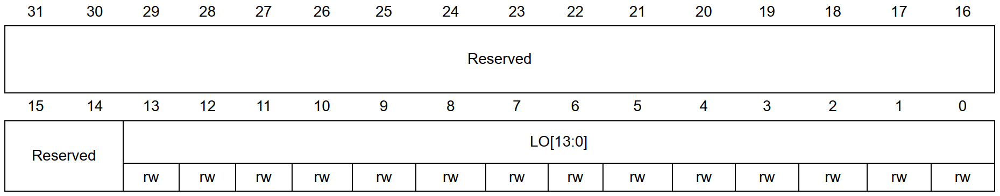 31 30 29 28 27 26 25 24 23 22 21 20 19 18 17 16
Reserved
15 14 13 12 11 10 9 8 7 6 5 4 3 2 1 0
Reserved
LO[13:0]
rw rw rw rw rw rw rw rw rw rw rw rw rw rw